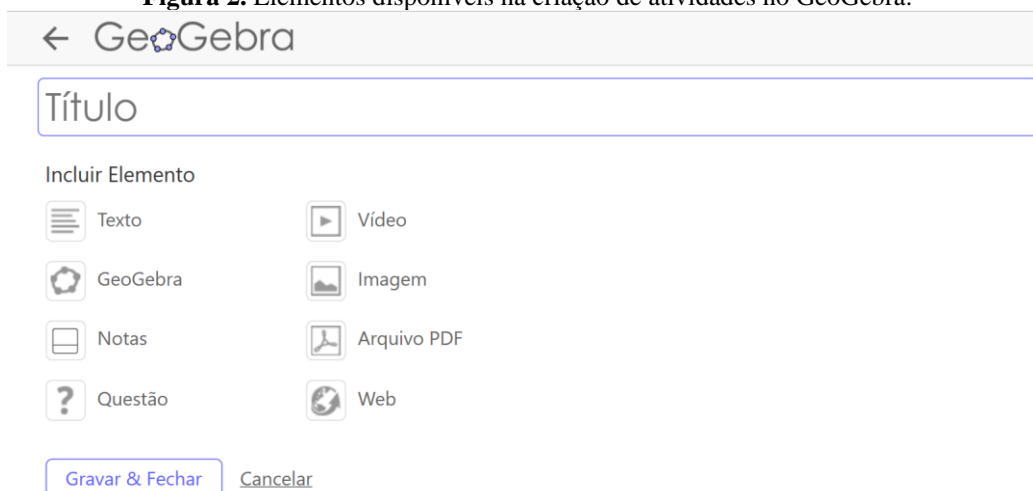 Figura 2. Elementos disponíveis na criação de atividades no GeoGebra.
GeoGebra
Título
Incluir Elemento
Texto
Vídeo
GeoGebra
Imagem
Notas
Arquivo PDF
Questão
Web
Gravar & Fechar Cancelar